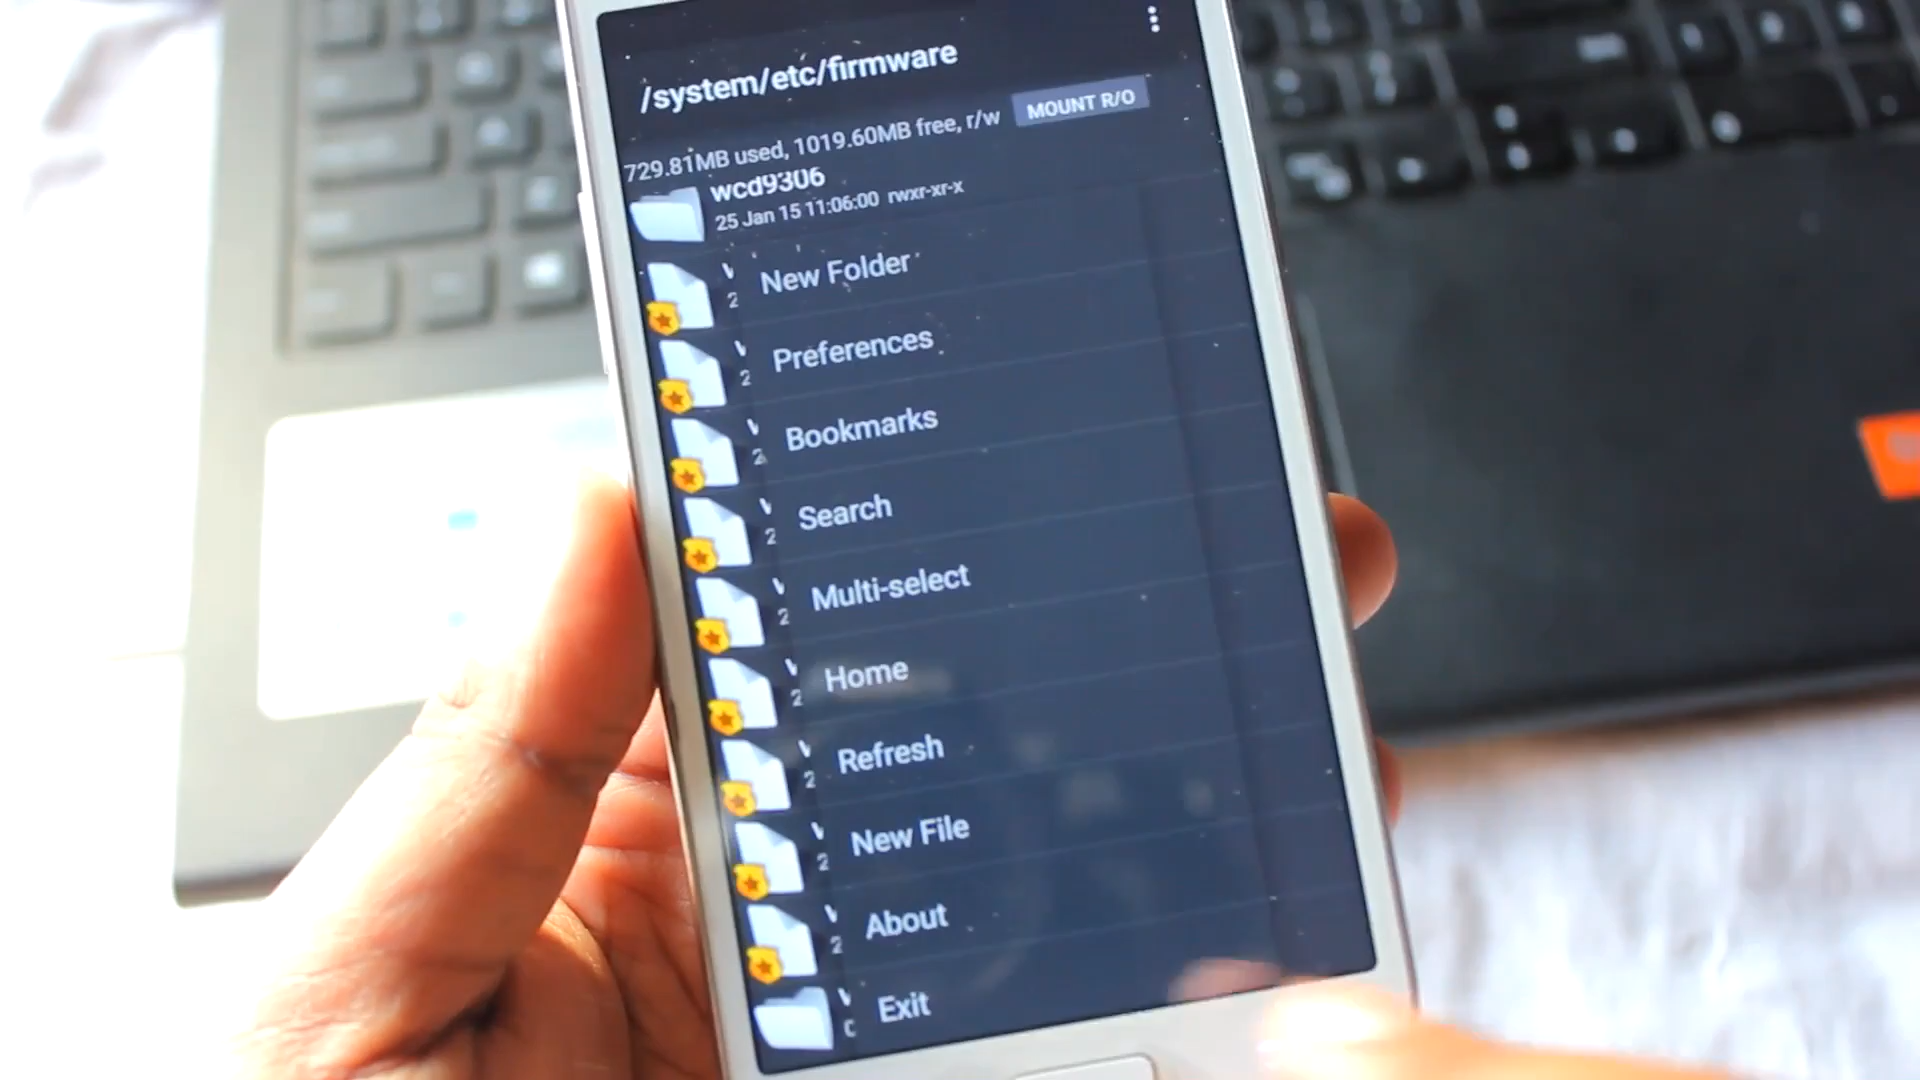 /system/etc/firmware
729.81MB used, 1019.60MB free, r/w
MOUNT R/O
wcd9306
25 Jan 15 11:06:00 rwxr-xr-x
New Folder
Preferences
Bookmarks
Search
Multi-select
Home
Refresh
New File
About
Exit